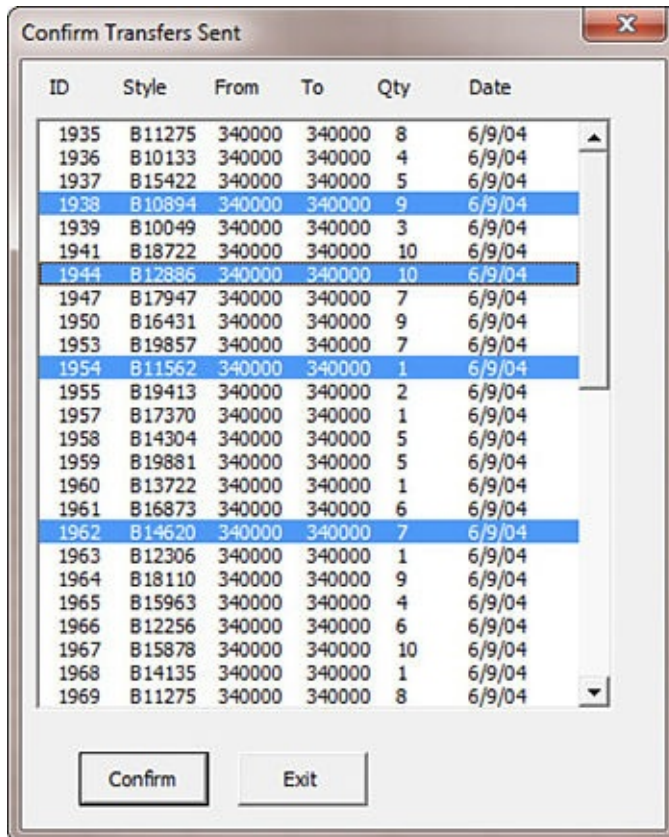 Confirm Transfers Sent
ID Style From To Qty Date
1935 B11275 340000 340000 8 6/9/04
1936 B10133 340000 340000 4 6/9/04
1937 B15422 340000 340000 5 6/9/04
1938 B10894 340000 340000 9 6/9/04
1939 B10049 340000 340000 3 6/9/04
1941 B18722 340000 340000 10 6/9/04
1944 B12886 340000 340000 10 6/9/04
1947 B17947 340000 340000 7 6/9/04
1950 B16431 340000 340000 9 6/9/04
1953 B19857 340000 340000 7 6/9/04
1954 B11562 340000 340000 1 6/9/04
1955 B19413 340000 340000 2 6/9/04
1957 B17370 340000 340000 1 6/9/04
1958 B14304 340000 340000 5 6/9/04
1959 B19881 340000 340000 5 6/9/04
1960 B13722 340000 340000 1 6/9/04
1961 B16873 340000 340000 6 6/9/04
1962 B14620 340000 340000 7 6/9/04
1963 B12306 340000 340000 1 6/9/04
1964 B18110 340000 340000 9 6/9/04
1965 B15963 340000 340000 4 6/9/04
1966 B12256 340000 340000 6 6/9/04
1967 B15878 340000 340000 10 6/9/04
1968 B14135 340000 340000 1 6/9/04
1969 B11275 340000 340000 8 6/9/04
Confirm Exit